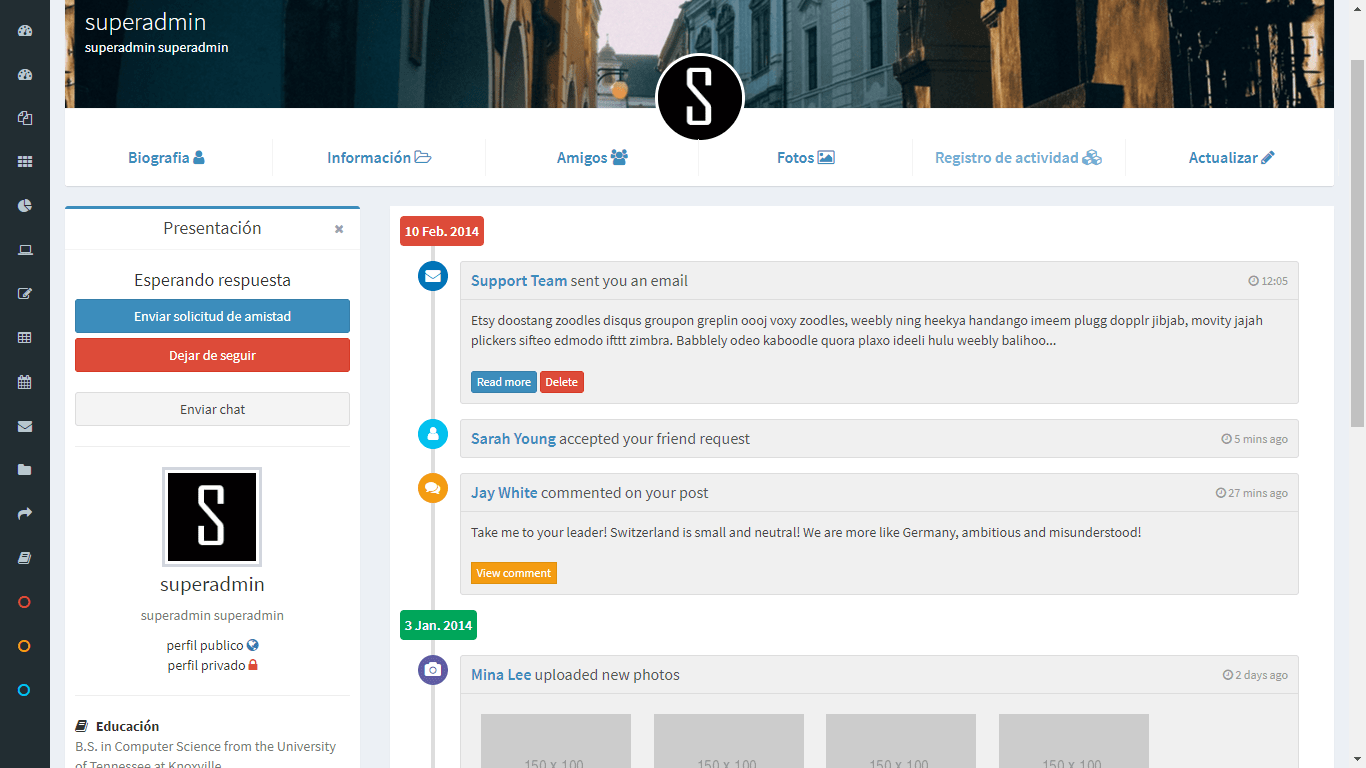 superadmin
superadmin superadmin
S
Biografia
Información
Amigos
Fotos
Registro de actividad
Actualizar
Presentación
Esperando respuesta
Enviar solicitud de amistad
Dejar de seguir
Enviar chat
S
superadmin
superadmin superadmin
perfil publico
perfil privado
Educación
B.S. in Computer Science from the University
of Tennessee at Knoxville
10 Feb. 2014
Support Team sent you an email
12:05
Etsy doostang zoodles disqus groupon greplin oooj voxy zoodles, weebly ning heekya handango imeem plugg dopplr jibjab, movity jajah
plickers sifteo edmodo ifttt zimbra. Babblely odeo kaboodle quora plaxo ideeli hulu weebly balihoo...
Read more
Delete
Sarah Young accepted your friend request
5 mins ago
Jay White commented on your post
27 mins ago
Take me to your leader! Switzerland is small and neutral! We are more like Germany, ambitious and misunderstood!
View comment
3 Jan. 2014
Mina Lee uploaded new photos
2 days ago
150 x 100
150 x 100
150 x 100
150 x 100